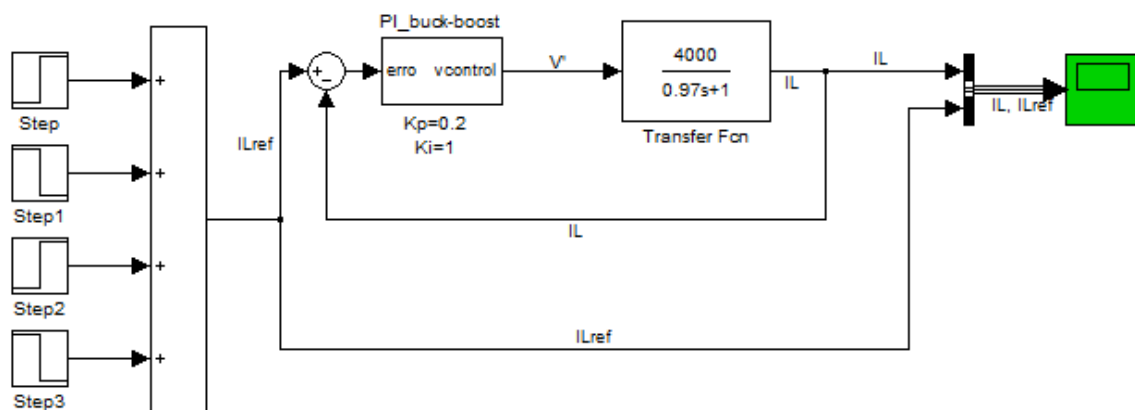 PI_buck-boost
Step
+
+
-
erro vcontrol
V'
4000
0.97s+1
IL
IL
IL, ILref
Kp=0.2
Ki=1
Transfer Fcn
ILref
Step1
+
IL
Step2
+
ILref
Step3
+